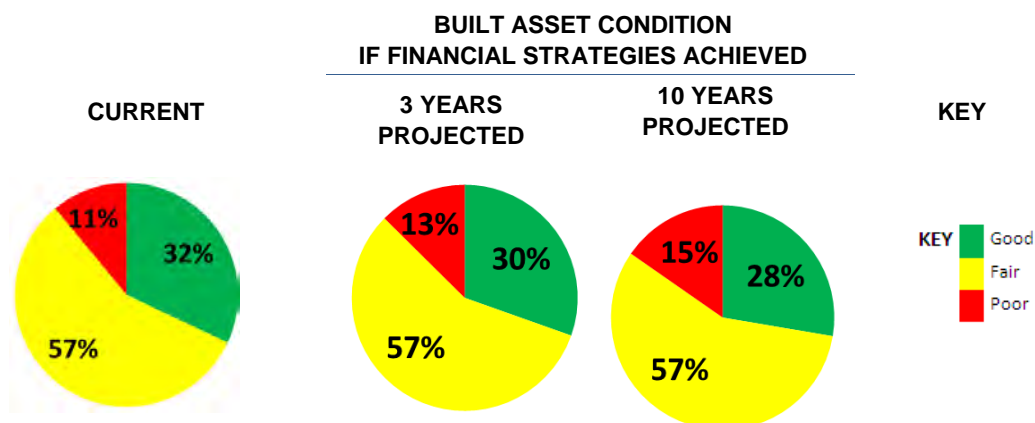 BUILT ASSET CONDITION
IF FINANCIAL STRATEGIES ACHIEVED
CURRENT
3 YEARS
PROJECTED
10 YEARS
PROJECTED
KEY
11%
32%
57%
13%
30%
57%
15%
28%
57%
KEY
Good
Fair
Poor